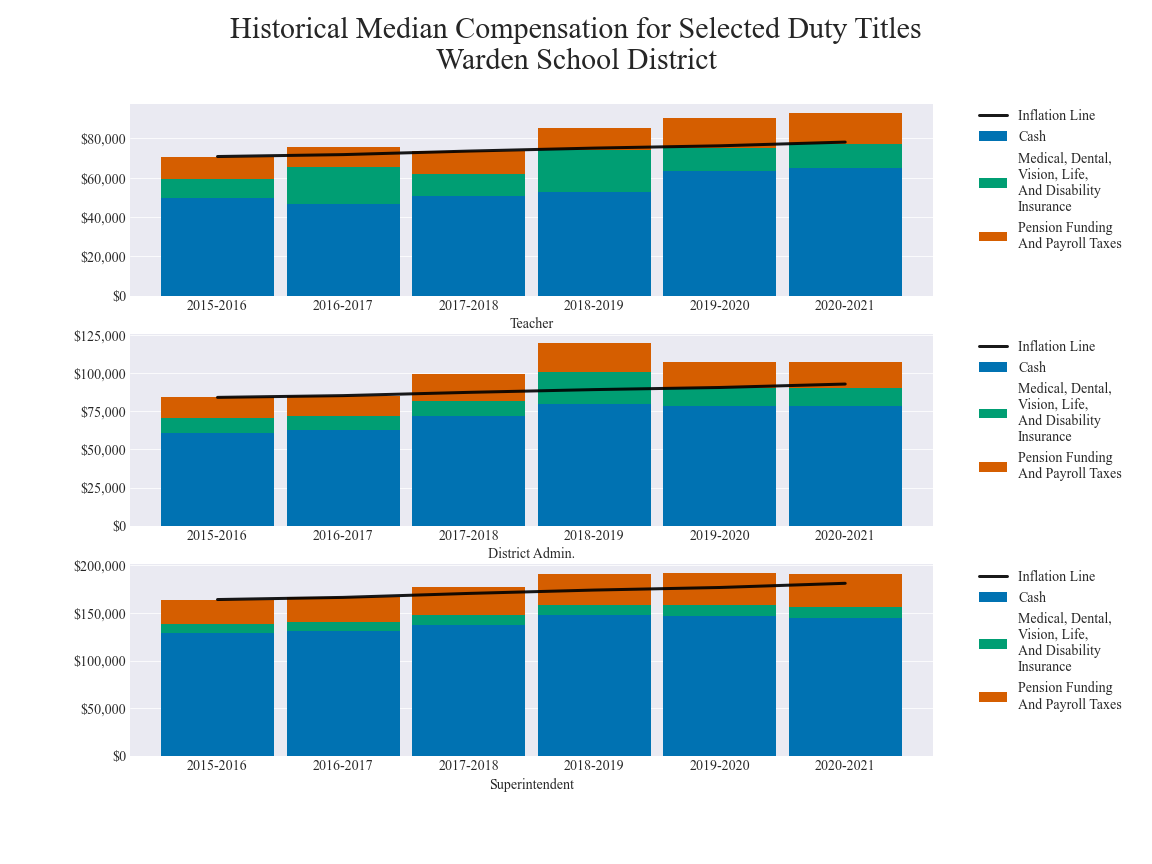 Historical Median Compensation for Selected Duty Titles
Warden School District
$80,000
$60,000
$40,000
$20,000
$0
2015-2016 2016-2017 2017-2018 2018-2019 2019-2020 2020-2021
Teacher
Inflation Line
Cash
Medical, Dental,
Vision, Life,
And Disability
Insurance
Pension Funding
And Payroll Taxes
$125,000
$100,000
$75,000
$50,000
$25,000
$0
2015-2016 2016-2017 2017-2018 2018-2019 2019-2020 2020-2021
District Admin.
Inflation Line
Cash
Medical, Dental,
Vision, Life,
And Disability
Insurance
Pension Funding
And Payroll Taxes
$200,000
$150,000
$100,000
$50,000
$0
2015-2016 2016-2017 2017-2018 2018-2019 2019-2020 2020-2021
Superintendent
Inflation Line
Cash
Medical, Dental,
Vision, Life,
And Disability
Insurance
Pension Funding
And Payroll Taxes